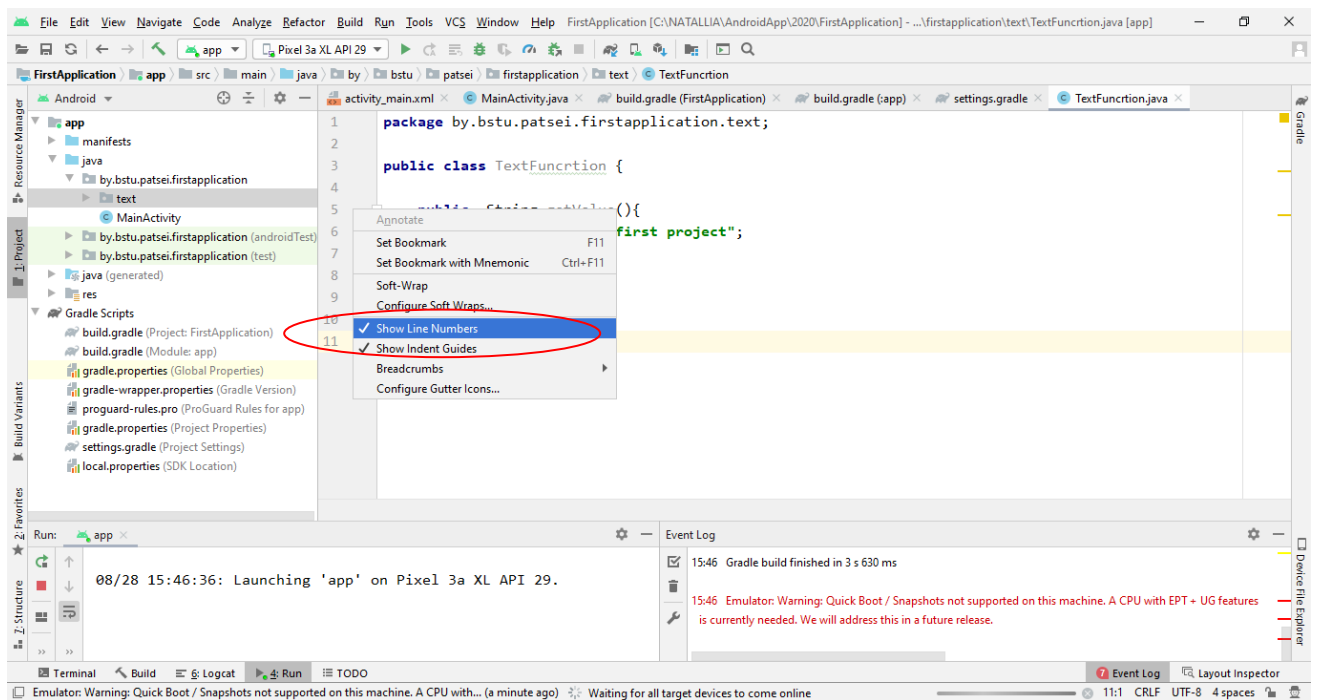 File Edit View Navigate Code Analyze Refactor Build Run Tools VCS Window Help FirstApplication [C:\NATALLIA\AndroidApp\2020\FirstApplication] - ...\firstapplication\text\TextFuncrtion.java [app]
app Pixel 3a XL API 29
FirstApplication app src main java by bstu patsei firstapplication text TextFuncrtion
Android
activity_main.xml MainActivity.java build.gradle (FirstApplication) build.gradle (:app) settings.gradle TextFuncrtion.java
Resource Manager
1: Project
Build Variants
2: Favorites
7: Structure
app
manifests
java
by.bstu.patsei.firstapplication
text
MainActivity
by.bstu.patsei.firstapplication (androidTest)
by.bstu.patsei.firstapplication (test)
java (generated)
res
Gradle Scripts
build.gradle (Project: FirstApplication)
build.gradle (Module: app)
gradle.properties (Global Properties)
gradle-wrapper.properties (Gradle Version)
proguard-rules.pro (ProGuard Rules for app)
gradle.properties (Project Properties)
settings.gradle (Project Settings)
local.properties (SDK Location)
1 package by.bstu.patsei.firstapplication.text;
2
3 public class TextFuncrtion {
4
5 public String getValue(){
6 first project";
7
8
9
10
11
Annotate
Set Bookmark F11
Set Bookmark with Mnemonic Ctrl+F11
Soft-Wrap
Configure Soft Wraps...
Show Line Numbers
Show Indent Guides
Breadcrumbs
Configure Gutter Icons...
Gradle
Device File Explorer
Run: app
08/28 15:46:36: Launching 'app' on Pixel 3a XL API 29.
Event Log
15:46 Gradle build finished in 3 s 630 ms
15:46 Emulator: Warning: Quick Boot / Snapshots not supported on this machine. A CPU with EPT + UG features
is currently needed. We will address this in a future release.
Terminal Build 6: Logcat 4: Run TODO 7 Event Log Layout Inspector
Emulator: Warning: Quick Boot / Snapshots not supported on this machine. A CPU with... (a minute ago) Waiting for all target devices to come online 11:1 CRLF UTF-8 4 spaces